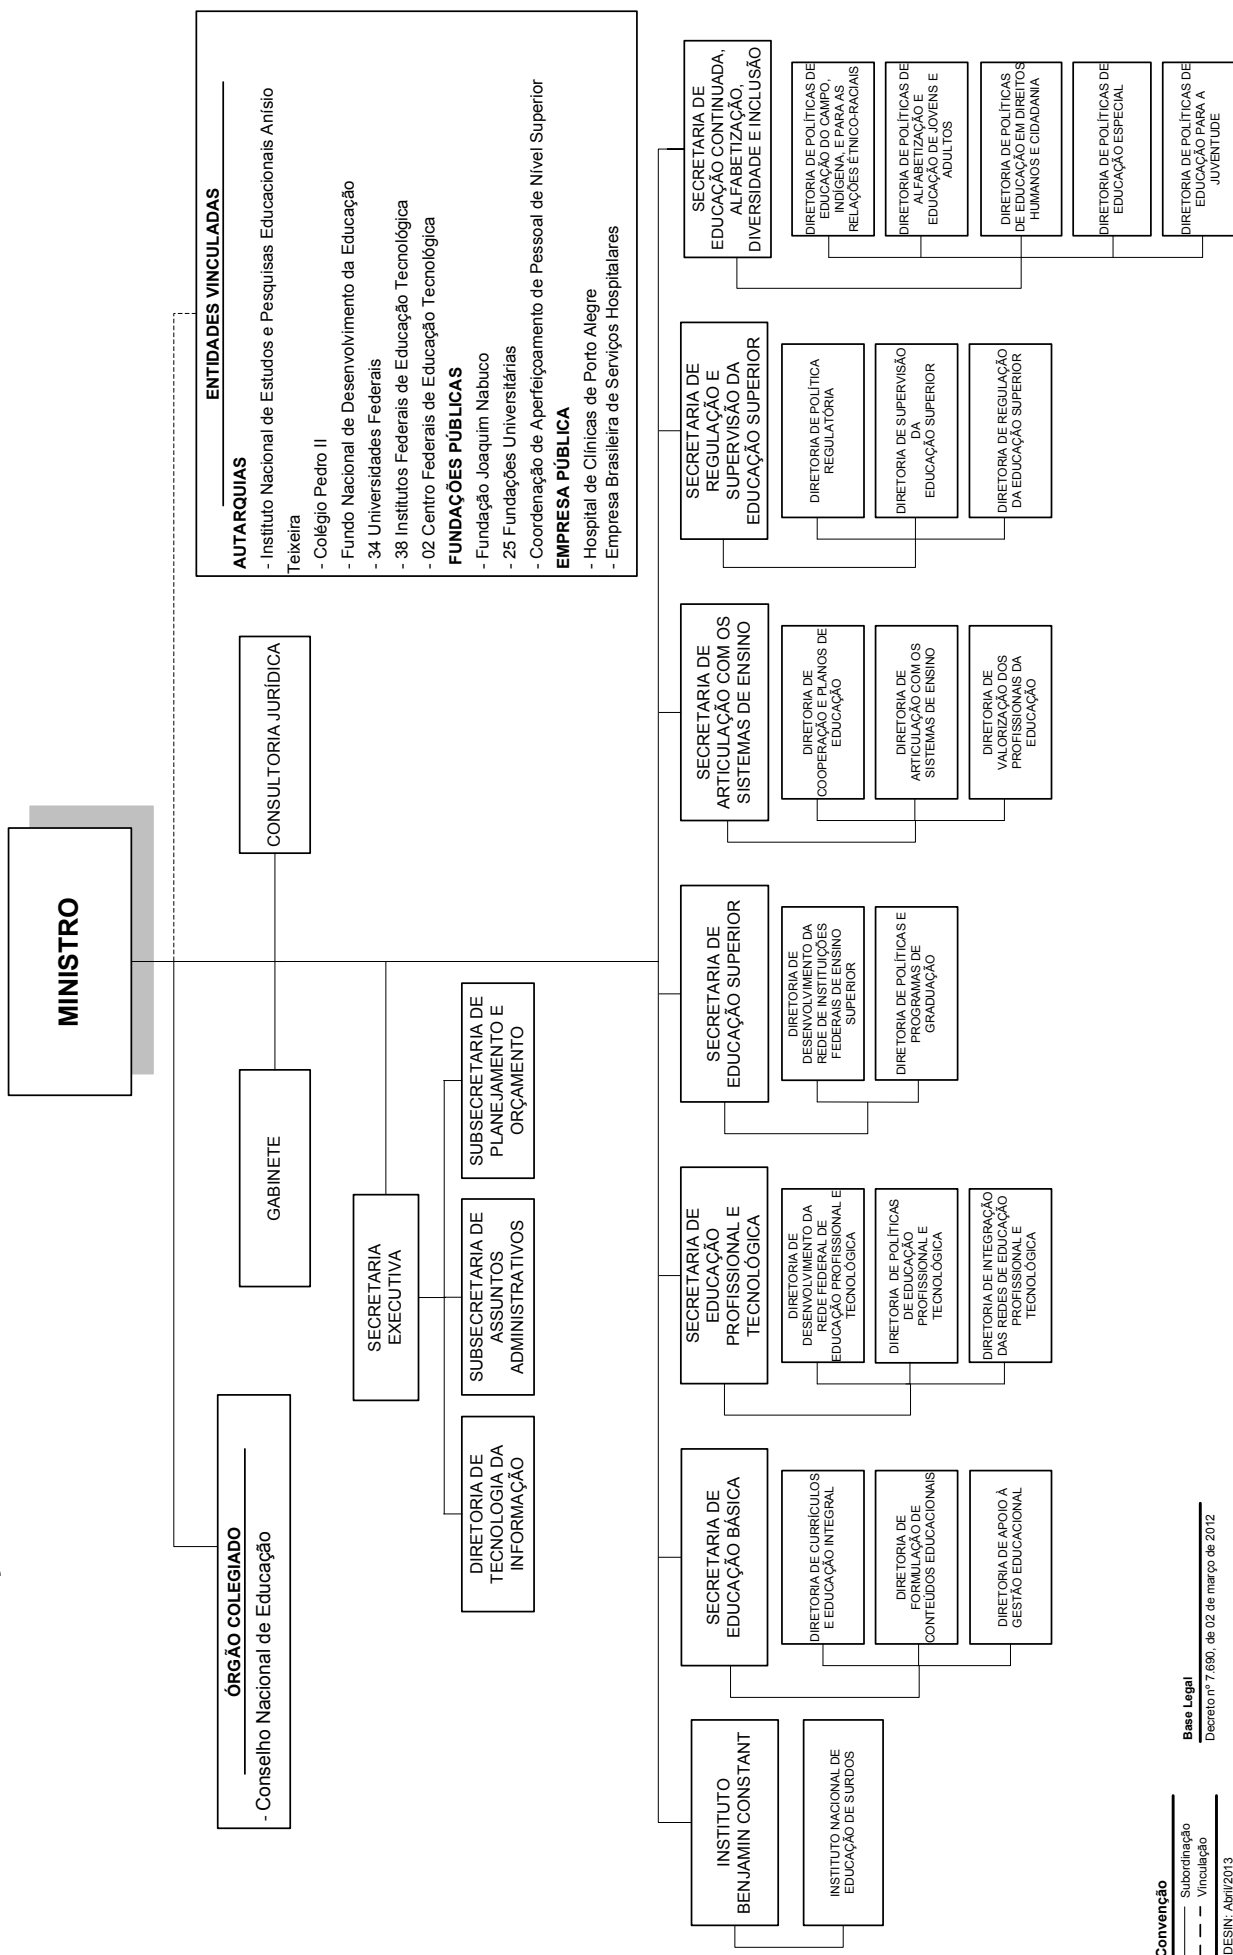 MINISTRO
ÓRGÃO COLEGIADO
- Conselho Nacional de Educação
GABINETE
CONSULTORIA JURÍDICA
ENTIDADES VINCULADAS
AUTARQUIAS
- Instituto Nacional de Estudos e Pesquisas Educacionais Anísio
Teixeira
- Colégio Pedro II
- Fundo Nacional de Desenvolvimento da Educação
- 34 Universidades Federais
- 38 Institutos Federais de Educação Tecnológica
- 02 Centro Federais de Educação Tecnológica
FUNDAÇÕES PÚBLICAS
- Fundação Joaquim Nabuco
- 25 Fundações Universitárias
- Coordenação de Aperfeiçoamento de Pessoal de Nível Superior
EMPRESA PÚBLICA
- Hospital de Clínicas de Porto Alegre
- Empresa Brasileira de Serviços Hospitalares
SECRETARIA
EXECUTIVA
DIRETORIA DE
TECNOLOGIA DA
INFORMAÇÃO
SUBSECRETARIA DE
ASSUNTOS
ADMINISTRATIVOS
SUBSECRETARIA DE
PLANEJAMENTO E
ORÇAMENTO
INSTITUTO
BENJAMIN CONSTANT
INSTITUTO NACIONAL DE
EDUCAÇÃO DE SURDOS
SECRETARIA DE
EDUCAÇÃO BÁSICA
DIRETORIA DE CURRÍCULOS
E EDUCAÇÃO INTEGRAL
DIRETORIA DE
FORMULAÇÃO DE
CONTEÚDOS EDUCACIONAIS
DIRETORIA DE APOIO À
GESTÃO EDUCACIONAL
SECRETARIA DE
EDUCAÇÃO
PROFISSIONAL E
TECNOLÓGICA
DIRETORIA DE
DESENVOLVIMENTO DA
REDE FEDERAL DE
EDUCAÇÃO PROFISSIONAL E
TECNOLÓGICA
DIRETORIA DE POLÍTICAS
DE EDUCAÇÃO
PROFISSIONAL E
TECNOLÓGICA
DIRETORIA DE INTEGRAÇÃO
DAS REDES DE EDUCAÇÃO
PROFISSIONAL E
TECNOLÓGICA
SECRETARIA DE
EDUCAÇÃO SUPERIOR
DIRETORIA DE
DESENVOLVIMENTO DA
REDE DE INSTITUIÇÕES
FEDERAIS DE ENSINO
SUPERIOR
DIRETORIA DE POLÍTICAS E
PROGRAMAS DE
GRADUAÇÃO
SECRETARIA DE
ARTICULAÇÃO COM OS
SISTEMAS DE ENSINO
DIRETORIA DE
COOPERAÇÃO E PLANOS DE
EDUCAÇÃO
DIRETORIA DE
ARTICULAÇÃO COM OS
SISTEMAS DE ENSINO
DIRETORIA DE
VALORIZAÇÃO DOS
PROFISSIONAIS DA
EDUCAÇÃO
SECRETARIA DE
REGULAÇÃO E
SUPERVISÃO DA
EDUCAÇÃO SUPERIOR
DIRETORIA DE POLÍTICA
REGULATÓRIA
DIRETORIA DE SUPERVISÃO
DA
EDUCAÇÃO SUPERIOR
DIRETORIA DE REGULAÇÃO
DA EDUCAÇÃO SUPERIOR
SECRETARIA DE
EDUCAÇÃO CONTINUADA,
ALFABETIZAÇÃO,
DIVERSIDADE E INCLUSÃO
DIRETORIA DE POLÍTICAS DE
EDUCAÇÃO DO CAMPO,
INDÍGENA, E PARA AS
RELAÇÕES ÉTNICO-RACIAIS
DIRETORIA DE POLÍTICAS DE
ALFABETIZAÇÃO E
EDUCAÇÃO DE JOVENS E
ADULTOS
DIRETORIA DE POLÍTICAS
DE EDUCAÇÃO EM DIREITOS
HUMANOS E CIDADANIA
DIRETORIA DE POLÍTICAS DE
EDUCAÇÃO ESPECIAL
DIRETORIA DE POLÍTICAS DE
EDUCAÇÃO PARA A
JUVENTUDE
Convenção
Subordinação
Vinculação
DESIN: Abril/2013
Base Legal
Decreto nº 7.690, de 02 de março de 2012